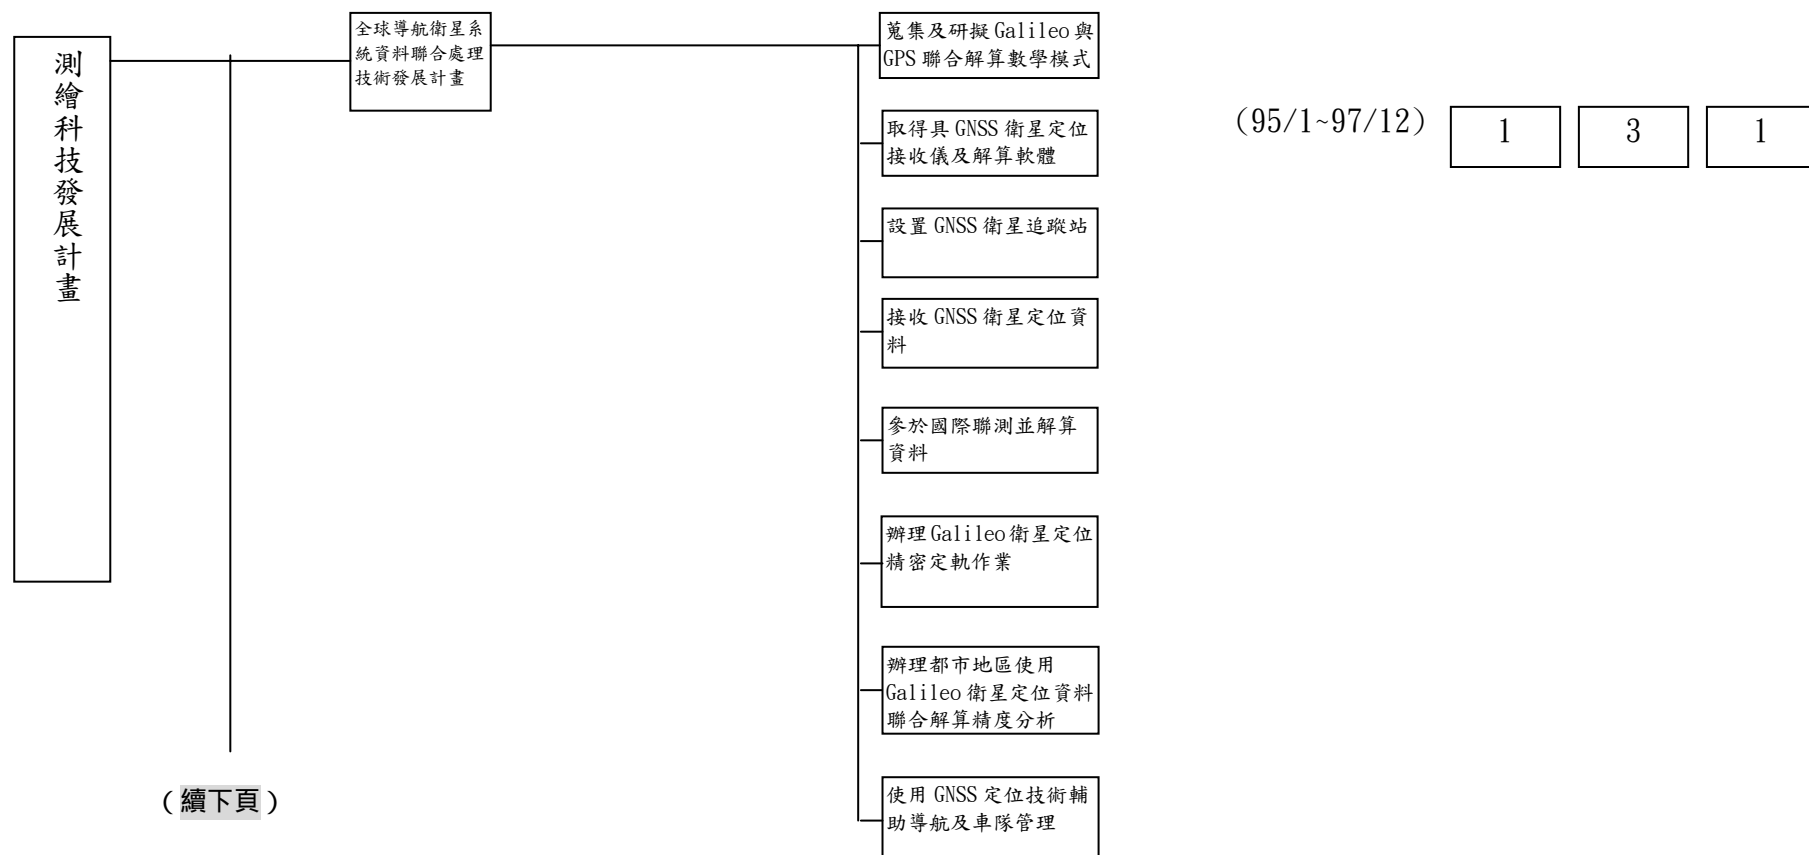 測繪科技發展計畫
全球導航衛星系
統資料聯合處理
技術發展計畫
蒐集及研擬 Galileo 與
GPS 聯合解算數學模式
取得具 GNSS 衛星定位
接收儀及解算軟體
(95/1~97/12)
1
3
1
設置 GNSS 衛星追蹤站
接收 GNSS 衛星定位資
料
參於國際聯測並解算
資料
辦理 Galileo 衛星定位
精密定軌作業
辦理都市地區使用
Galileo 衛星定位資料
聯合解算精度分析
使用 GNSS 定位技術輔
助導航及車隊管理
(續下頁)